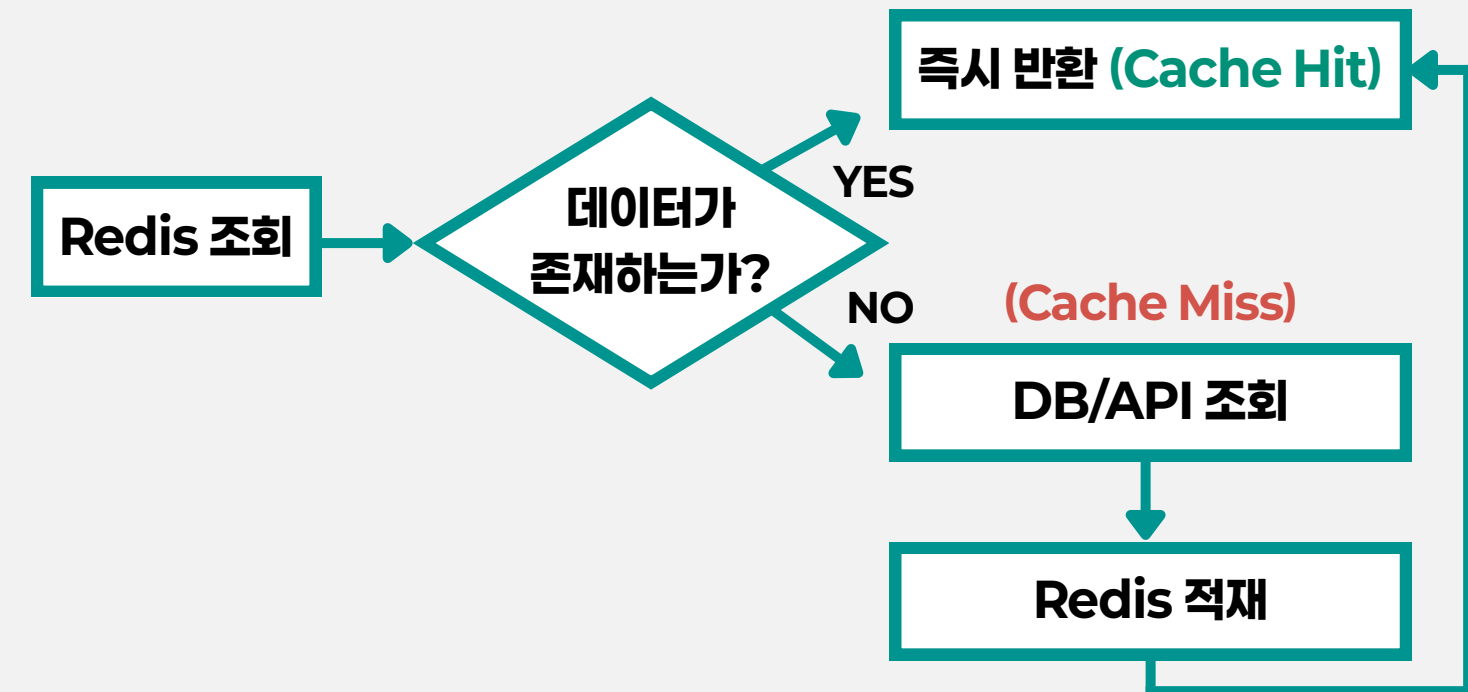 즉시 반환 (Cache Hit)
YES
Redis 조회
데이터가
존재하는가?
NO
(Cache Miss)
DB/API 조회
Redis 적재